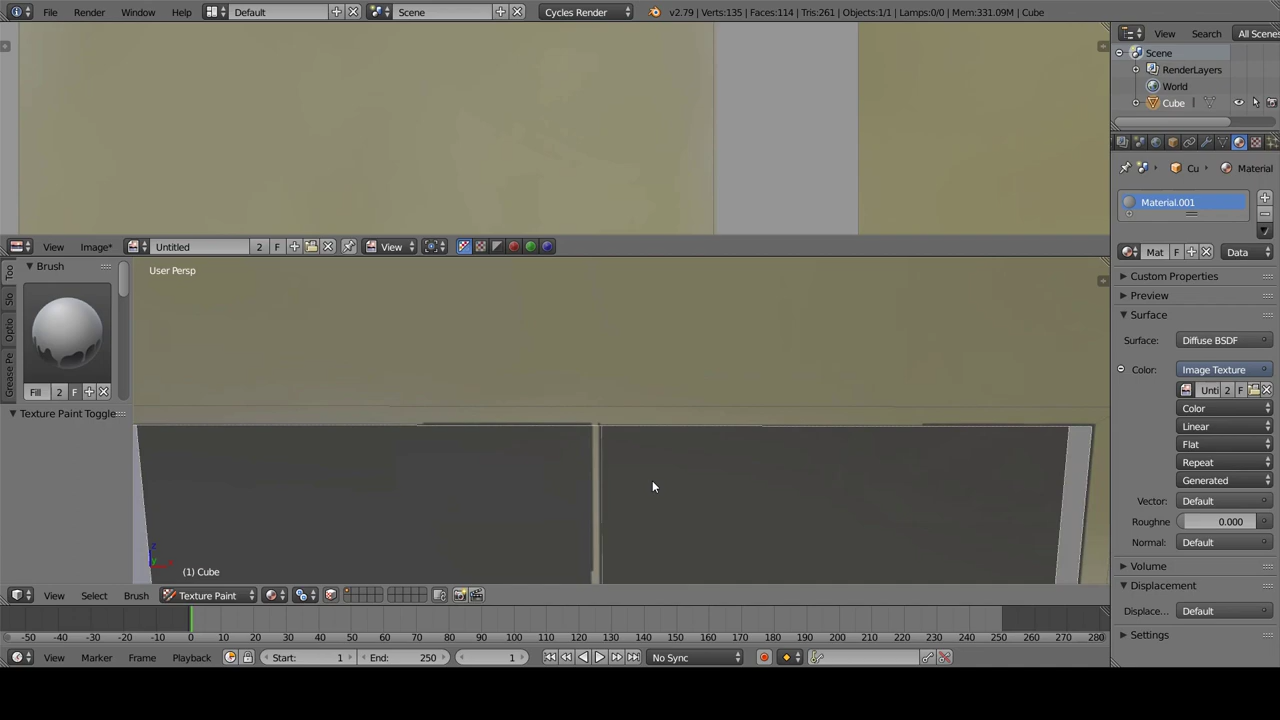 File Render Window Help Default Scene Cycles Render v2.79 | Verts:135 | Faces:114 | Tris:261 | Objects:1/1 | Lamps:0/0 | Mem:331.09M | Cube
View Search All Scenes
Scene
RenderLayers
World
Cube
Cu Material
Material.001
Mat F Data
Custom Properties
Preview
Surface
Surface: Diffuse BSDF
Color: Image Texture
Unti 2 F
Color
Linear
Flat
Repeat
Generated
Vector: Default
Roughne 0.000
Normal: Default
Volume
Displacement
Displace... Default
Settings
View Image* Untitled 2 F View
Too
Slo
Optio
Grease Pe
Brush
Fill 2 F
Texture Paint Toggle
User Persp
z
y
x
(1) Cube
View Select Brush Texture Paint
-50 -40 -30 -20 -10 0 10 20 30 40 50 60 70 80 90 100 110 120 130 140 150 160 170 180 190 200 210 220 230 240 250 260 270 280
View Marker Frame Playback Start: 1 End: 250 1 No Sync